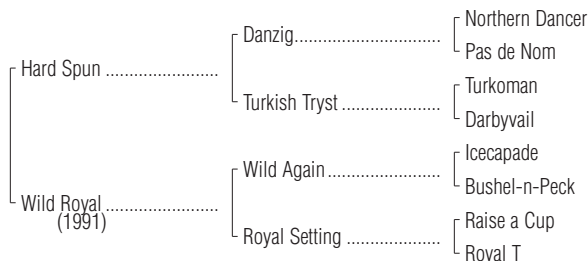 Northern Dancer
Danzig
Pas de Nom
Hard Spun
Turkoman
Turkish Tryst
Darbyvail
Icecapade
Wild Again
Bushel-n-Peck
Wild Royal
(1991)
Raise a Cup
Royal Setting
Royal T